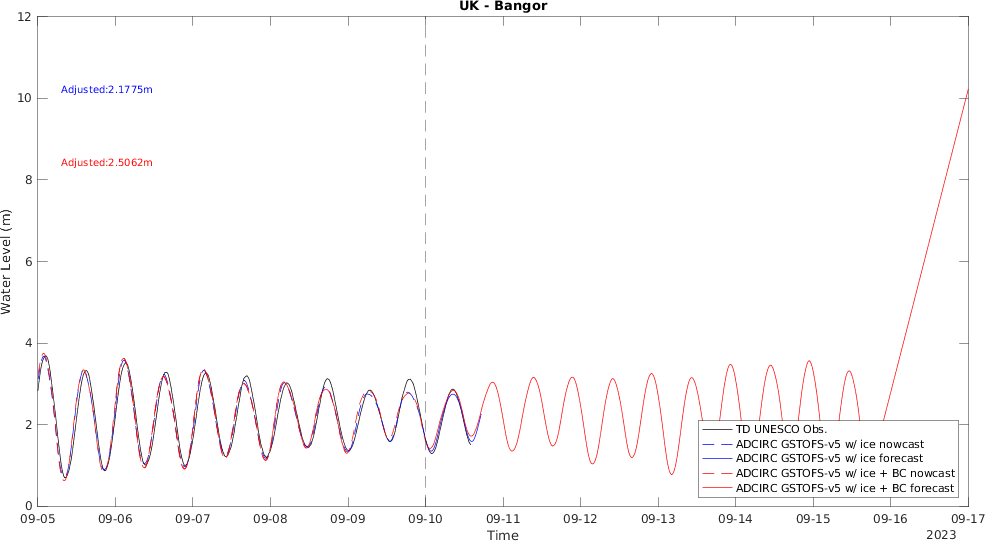 UK - Bangor
12
10
8
6
4
2
0
Water Level (m)
Adjusted:2.1775m
Adjusted:2.5062m
TD UNESCO Obs.
ADCIRC GSTOFS-v5 w/ ice nowcast
ADCIRC GSTOFS-v5 w/ ice forecast
ADCIRC GSTOFS-v5 w/ ice + BC nowcast
ADCIRC GSTOFS-v5 w/ ice + BC forecast
09-05 09-06 09-07 09-08 09-09 09-10 09-11 09-12 09-13 09-14 09-15 09-16 09-17
Time
2023